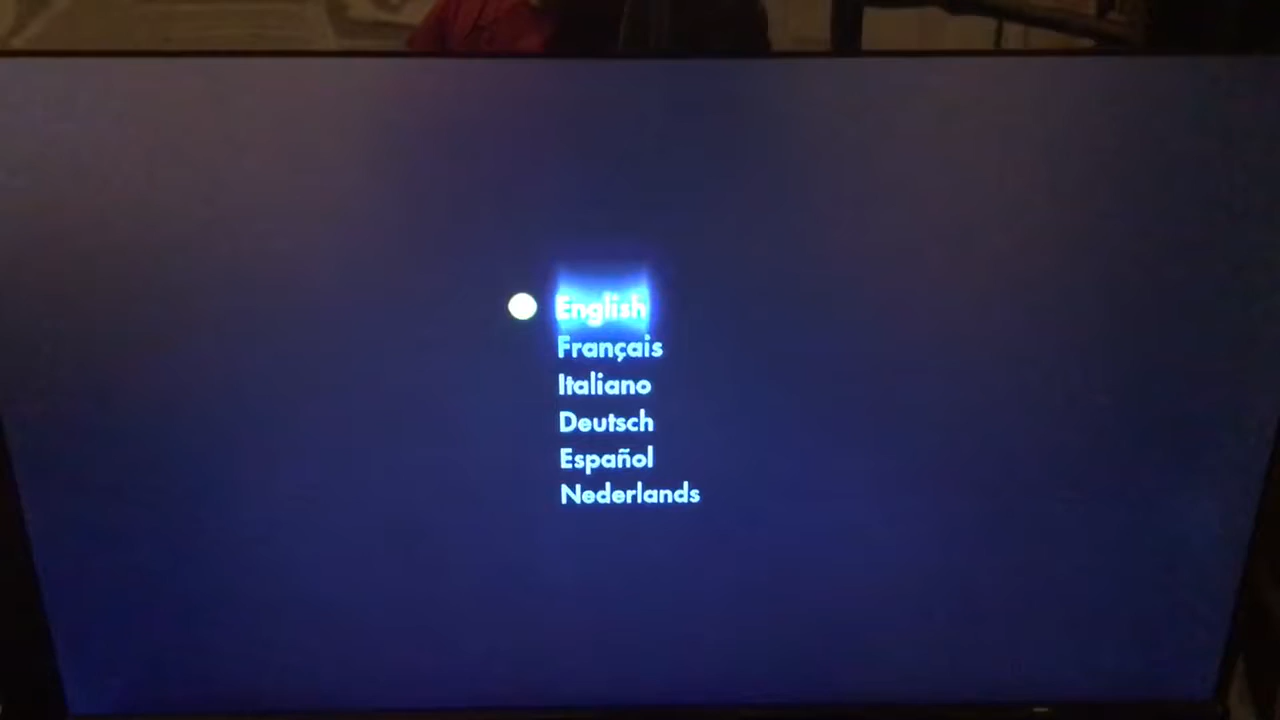 English
Français
Italiano
Deutsch
Español
Nederlands